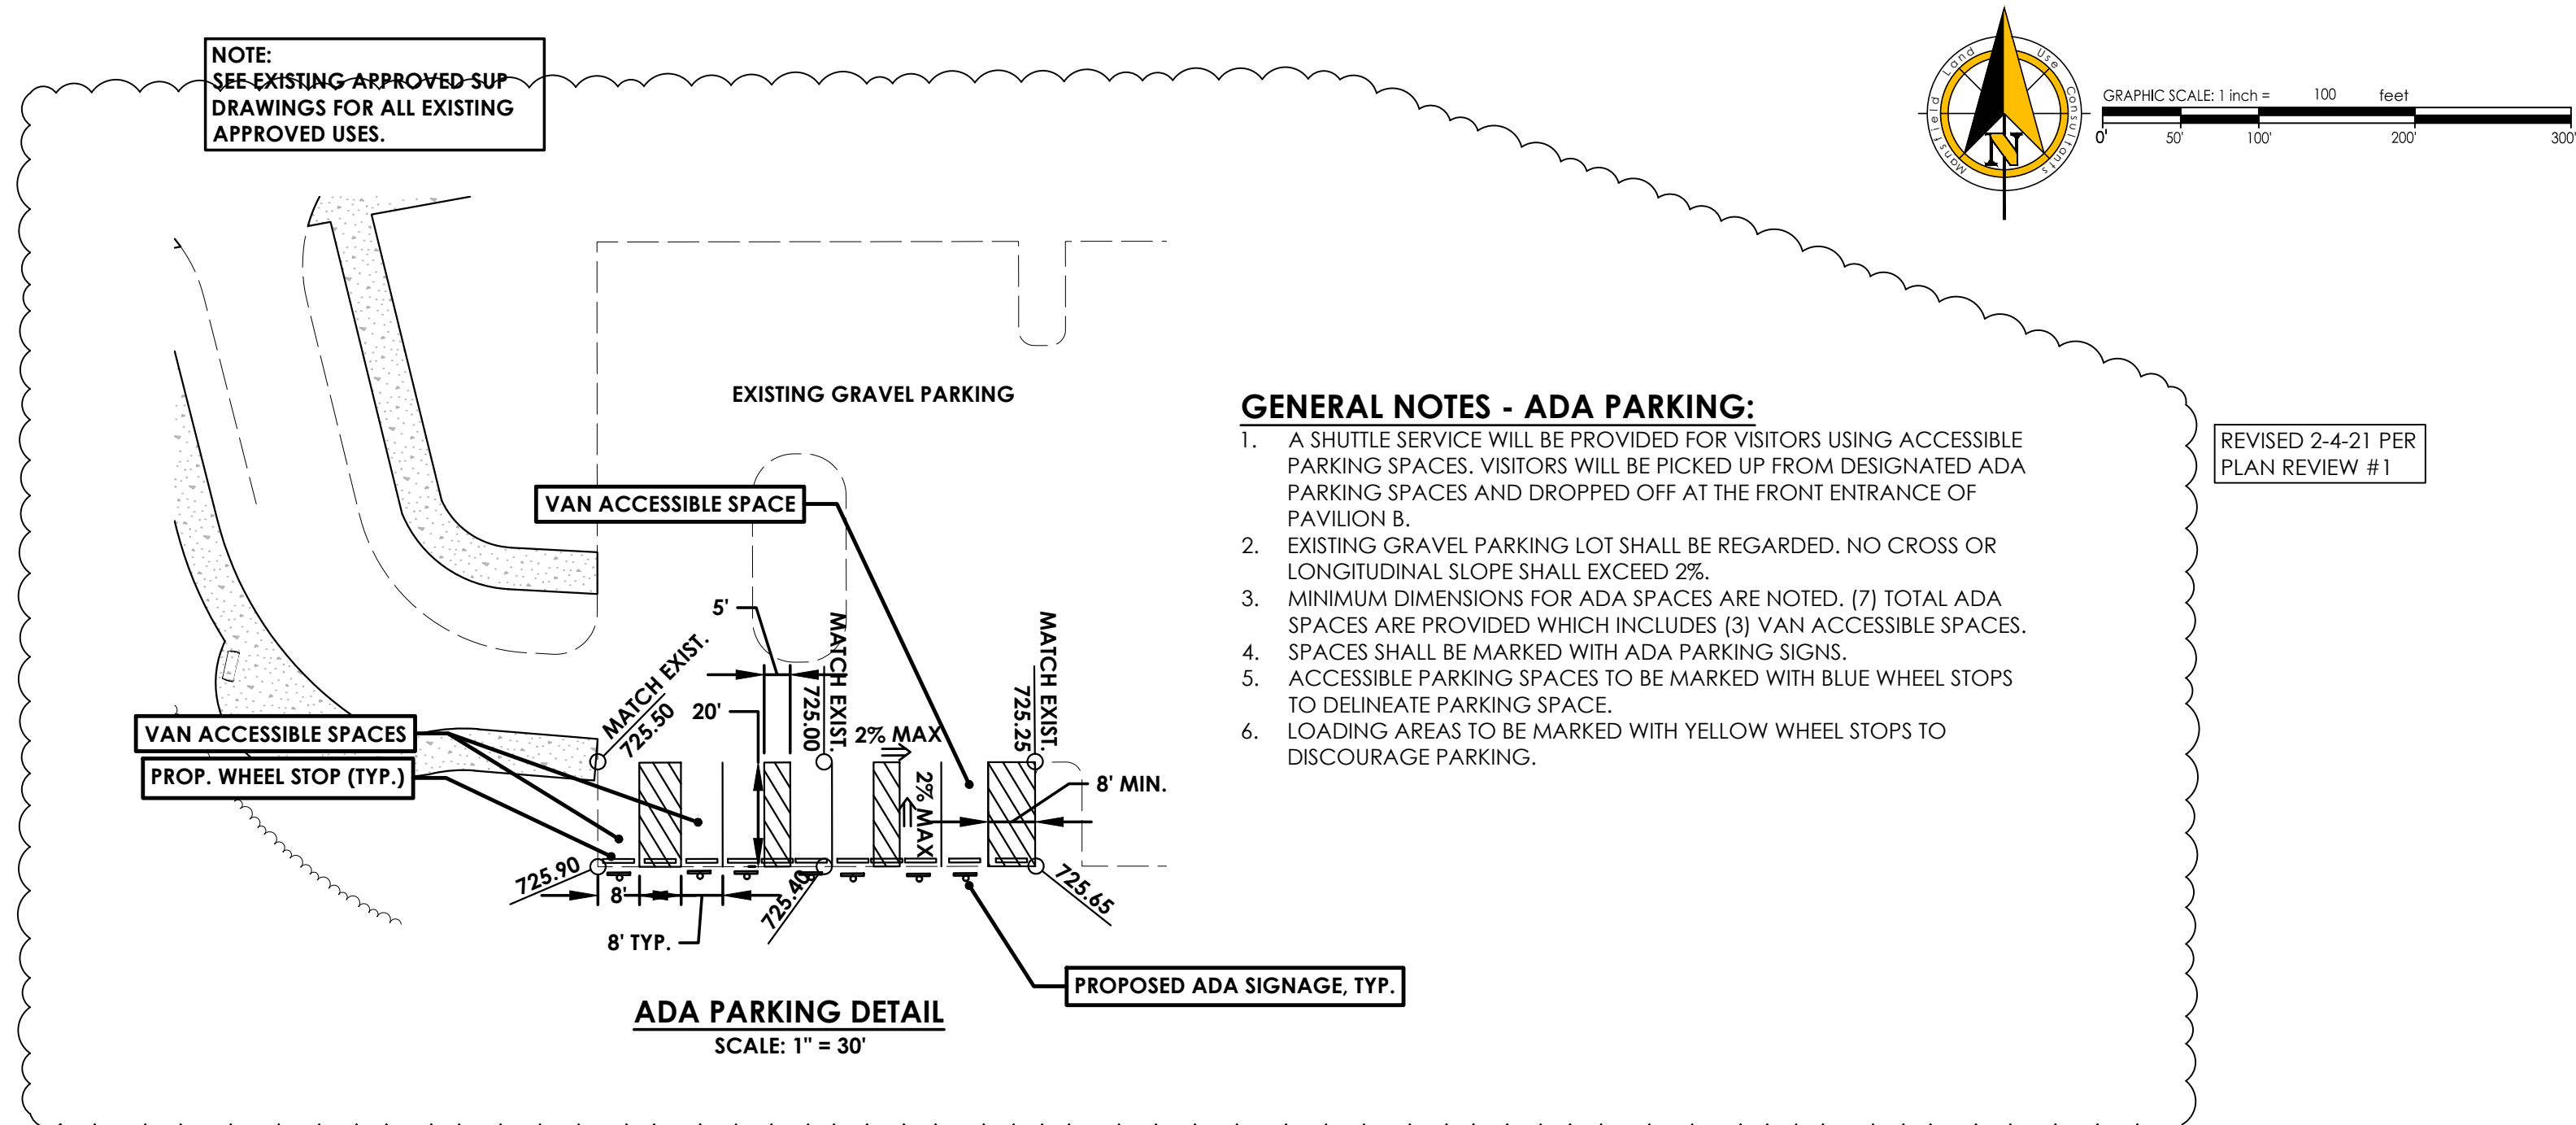 NOTE:
SEE EXISTING APPROVED SUP
DRAWINGS FOR ALL EXISTING
APPROVED USES.
Mansfield Land Use Consultants
N
GRAPHIC SCALE: 1 inch = 100 feet
0' 50' 100' 200' 300'
EXISTING GRAVEL PARKING
GENERAL NOTES - ADA PARKING:
1. A SHUTTLE SERVICE WILL BE PROVIDED FOR VISITORS USING ACCESSIBLE
PARKING SPACES. VISITORS WILL BE PICKED UP FROM DESIGNATED ADA
PARKING SPACES AND DROPPED OFF AT THE FRONT ENTRANCE OF
PAVILION B.
2. EXISTING GRAVEL PARKING LOT SHALL BE REGARDED. NO CROSS OR
LONGITUDINAL SLOPE SHALL EXCEED 2%.
3. MINIMUM DIMENSIONS FOR ADA SPACES ARE NOTED. (7) TOTAL ADA
SPACES ARE PROVIDED WHICH INCLUDES (3) VAN ACCESSIBLE SPACES.
4. SPACES SHALL BE MARKED WITH ADA PARKING SIGNS.
5. ACCESSIBLE PARKING SPACES TO BE MARKED WITH BLUE WHEEL STOPS
TO DELINEATE PARKING SPACE.
6. LOADING AREAS TO BE MARKED WITH YELLOW WHEEL STOPS TO
DISCOURAGE PARKING.
REVISED 2-4-21 PER
PLAN REVIEW #1
VAN ACCESSIBLE SPACE
5'
MATCH EXIST.
725.50
20'
MATCH EXIST.
725.00
2% MAX
2% MAX
MATCH EXIST.
725.25
8' MIN.
VAN ACCESSIBLE SPACES
PROP. WHEEL STOP (TYP.)
725.90
8'
8' TYP.
725.40
725.65
PROPOSED ADA SIGNAGE, TYP.
ADA PARKING DETAIL
SCALE: 1" = 30'